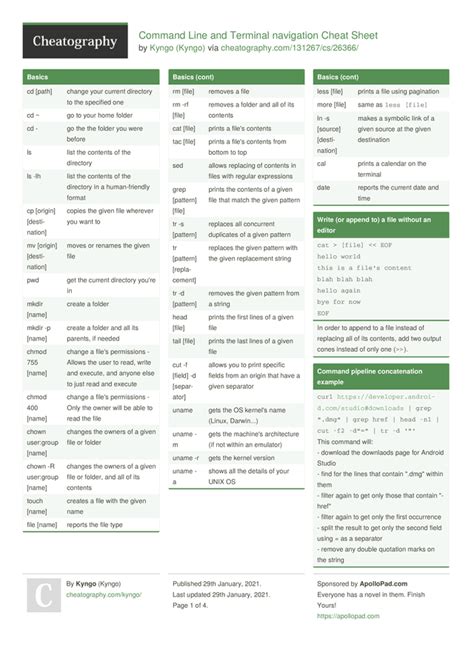 Cheatography
Command Line and Terminal navigation Cheat Sheet
by Kyngo (Kyngo) via cheatography.com/131267/cs/26366/
Basics
cd [path] change your current directory
to the specified one
cd ~ go to your home folder
cd - go the the folder you were
before
ls list the contents of the
directory
ls -lh list the contents of the
directory in a human-friendly
format
cp [origin] copies the given file wherever
[desti- you want to
nation]
mv [origin] moves or renames the given
[desti- file
nation]
pwd get the current directory you're
in
mkdir create a folder
[name]
mkdir -p create a folder and all its
[name] parents, if needed
chmod change a file's permissions -
755 Allows the user to read, write
[name] and execute, and anyone else
to just read and execute
chmod change a file's permissions -
400 Only the owner will be able to
[name] read the file
chown changes the owners of a given
user:group file or folder
[name]
chown -R changes the owners of a given
user:group file or folder, and all of its
[name] contents
touch creates a file with the given
[name] name
file [name] reports the file type
Basics (cont)
rm [file] removes a file
rm -rf removes a folder and all of its
[name] contents
cat [file] prints a file's contents
tac [file] prints a file's contents from
bottom to top
sed allows replacing of contents in
files with regular expressions
grep prints the contents of a given
[pattern] file that match the given pattern
[file]
tr -s replaces all concurrent
[pattern] duplicates of a given pattern
tr replaces the given pattern with
[pattern] the given replacement string
[repla-
cement]
tr -d removes the given pattern from
[pattern] a string
head prints the first lines of a given
[name] file
tail [file] prints the last lines of a given
file
cut -f allows you to print specific
[field] -d fields from an origin that have a
[separ- given separator
ator]
uname gets the OS kernel's name
(Linux, Darwin...)
uname - gets the machine's architecture
m (if not within an emulator)
uname -r gets the kernel version
uname - shows all the details of your
a UNIX OS
Basics (cont)
less [file] prints a file using pagination
more [file] same as less [file]
ln -s makes a symbolic link of a
[source] given source at the given
[desti- destination
nation]
cal prints a calendar on the
terminal
date reports the current date and
time
Write (or append to) a file without an
editor
cat > [file] << EOF
hello world
this is a file's content
blah blah blah
hello again
bye for now
EOF
In order to append to a file instead of
replacing all of its contents, add two output
cones instead of only one (>>).
Command pipeline concatenation
example
curl https://developer.androi-
d.com/studio#downloads | grep
".dmg" | grep href | head -n1 |
cut -f2 -d"=" | tr -d '"'
This command will:
- download the downlaods page for Android
Studio
- find for the lines that contain ".dmg" within
them
- filter again to get only those that contain "-
href"
- filter again to get only the first occurrence
- split the result to get only the second field
using = as a separator
- remove any double quotation marks on
the string
C
By Kyngo (Kyngo)
cheatography.com/kyngo/
Published 29th January, 2021.
Last updated 29th January, 2021.
Page 1 of 4.
Sponsored by ApolloPad.com
Everyone has a novel in them. Finish
Yours!
https://apollopad.com